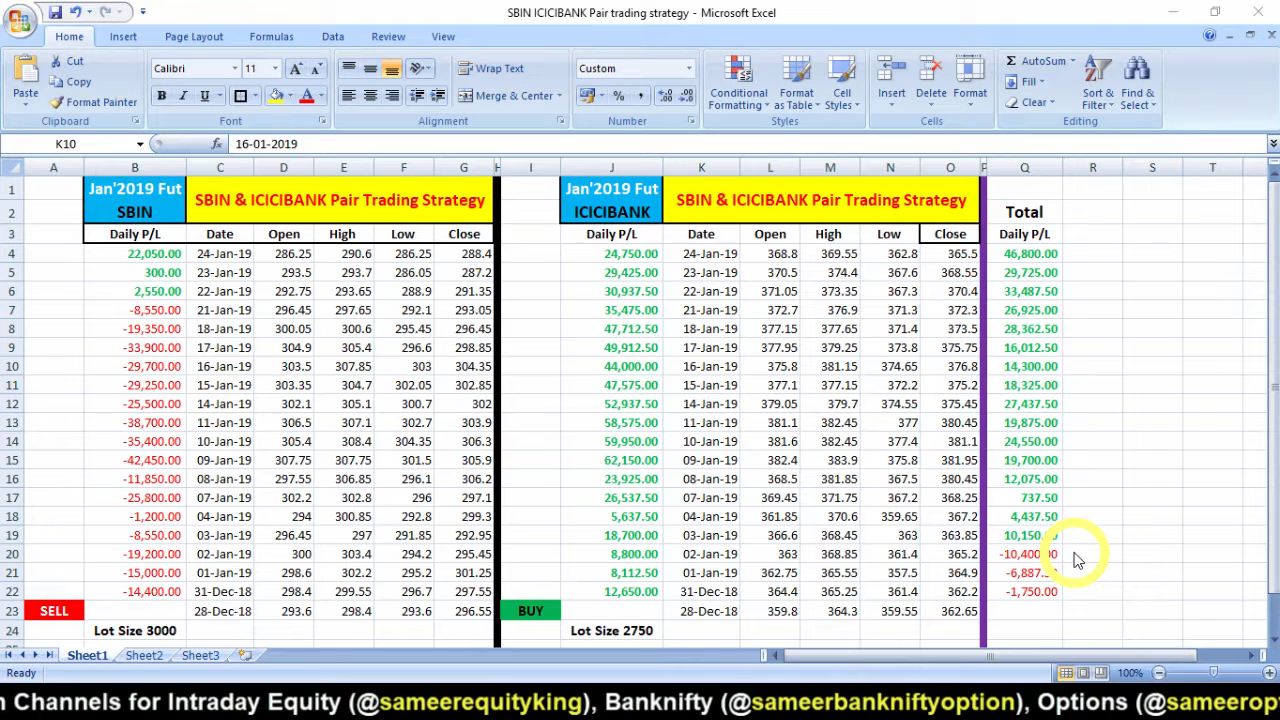 SBIN ICICIBANK Pair trading strategy - Microsoft Excel
Home Insert Page Layout Formulas Data Review View
Cut
Copy
Format Painter
Paste
Clipboard
Calibri 11
B I U A
Font
Wrap Text
Merge & Center
Alignment
Custom
% ,
Number
Conditional Formatting
Format as Table
Cell Styles
Styles
Insert Delete Format
Cells
Σ AutoSum
Fill
Clear
Sort & Filter
Find & Select
Editing
K10 fx 16-01-2019
A B C D E F G H I J K L M N O P Q R S T
1 Jan'2019 Fut SBIN & ICICIBANK Pair Trading Strategy Jan'2019 Fut SBIN & ICICIBANK Pair Trading Strategy
2 SBIN ICICIBANK Total
3 Daily P/L Date Open High Low Close Daily P/L Date Open High Low Close Daily P/L
4 22,050.00 24-Jan-19 286.25 290.6 286.25 288.4 24,750.00 24-Jan-19 368.8 369.55 362.8 365.5 46,800.00
5 300.00 23-Jan-19 293.5 293.7 286.05 287.2 29,425.00 23-Jan-19 370.5 374.4 367.6 368.55 29,725.00
6 2,550.00 22-Jan-19 292.75 293.65 288.9 291.35 30,937.50 22-Jan-19 371.05 373.35 367.3 370.4 33,487.50
7 -8,550.00 21-Jan-19 296.45 297.65 292.1 293.05 35,475.00 21-Jan-19 372.7 376.9 371.3 372.3 26,925.00
8 -19,350.00 18-Jan-19 300.05 300.6 295.45 296.45 47,712.50 18-Jan-19 377.15 377.65 371.4 373.5 28,362.50
9 -33,900.00 17-Jan-19 304.9 305.4 296.6 298.85 49,912.50 17-Jan-19 377.95 379.25 373.8 375.75 16,012.50
10 -29,700.00 16-Jan-19 303.5 307.85 303 304.35 44,000.00 16-Jan-19 375.8 381.15 374.65 376.8 14,300.00
11 -29,250.00 15-Jan-19 303.35 304.7 302.05 302.85 47,575.00 15-Jan-19 377.1 377.15 372.2 375.2 18,325.00
12 -25,500.00 14-Jan-19 302.1 305.1 300.7 302 52,937.50 14-Jan-19 379.05 379.7 374.55 375.45 27,437.50
13 -38,700.00 11-Jan-19 306.5 307.1 302.7 303.9 58,575.00 11-Jan-19 381.1 382.45 377 380.45 19,875.00
14 -35,400.00 10-Jan-19 305.4 308.4 304.35 306.3 59,950.00 10-Jan-19 381.6 382.45 377.4 381.1 24,550.00
15 -42,450.00 09-Jan-19 307.75 307.75 301.5 305.9 62,150.00 09-Jan-19 382.4 383.9 375.8 381.95 19,700.00
16 -11,850.00 08-Jan-19 297.55 306.85 296.1 306.2 23,925.00 08-Jan-19 368.5 381.85 367.5 380.45 12,075.00
17 -25,800.00 07-Jan-19 302.2 302.8 296 297.1 26,537.50 07-Jan-19 369.45 371.75 367.2 368.25 737.50
18 -1,200.00 04-Jan-19 294 300.85 292.8 299.3 5,637.50 04-Jan-19 361.85 370.6 359.65 367.2 4,437.50
19 -8,550.00 03-Jan-19 296.45 297 291.85 292.95 18,700.00 03-Jan-19 366.6 368.45 363 363.85 10,150.00
20 -19,200.00 02-Jan-19 300 303.4 294.2 295.45 8,800.00 02-Jan-19 363 368.85 361.4 365.2 -10,400.00
21 -15,000.00 01-Jan-19 298.6 302.2 295.2 301.25 8,112.50 01-Jan-19 362.75 365.55 357.5 364.9 -6,887.50
22 -14,400.00 31-Dec-18 298.4 299.55 296.7 297.55 12,650.00 31-Dec-18 364.4 365.25 361.4 362.2 -1,750.00
23 SELL 28-Dec-18 293.6 298.4 293.6 296.55 BUY 28-Dec-18 359.8 364.3 359.55 362.65
24 Lot Size 3000 Lot Size 2750
Sheet1 Sheet2 Sheet3
Ready 100%
n Channels for Intraday Equity (@sameerequityking), Banknifty (@sameerbankniftyoption), Options (@sameerop